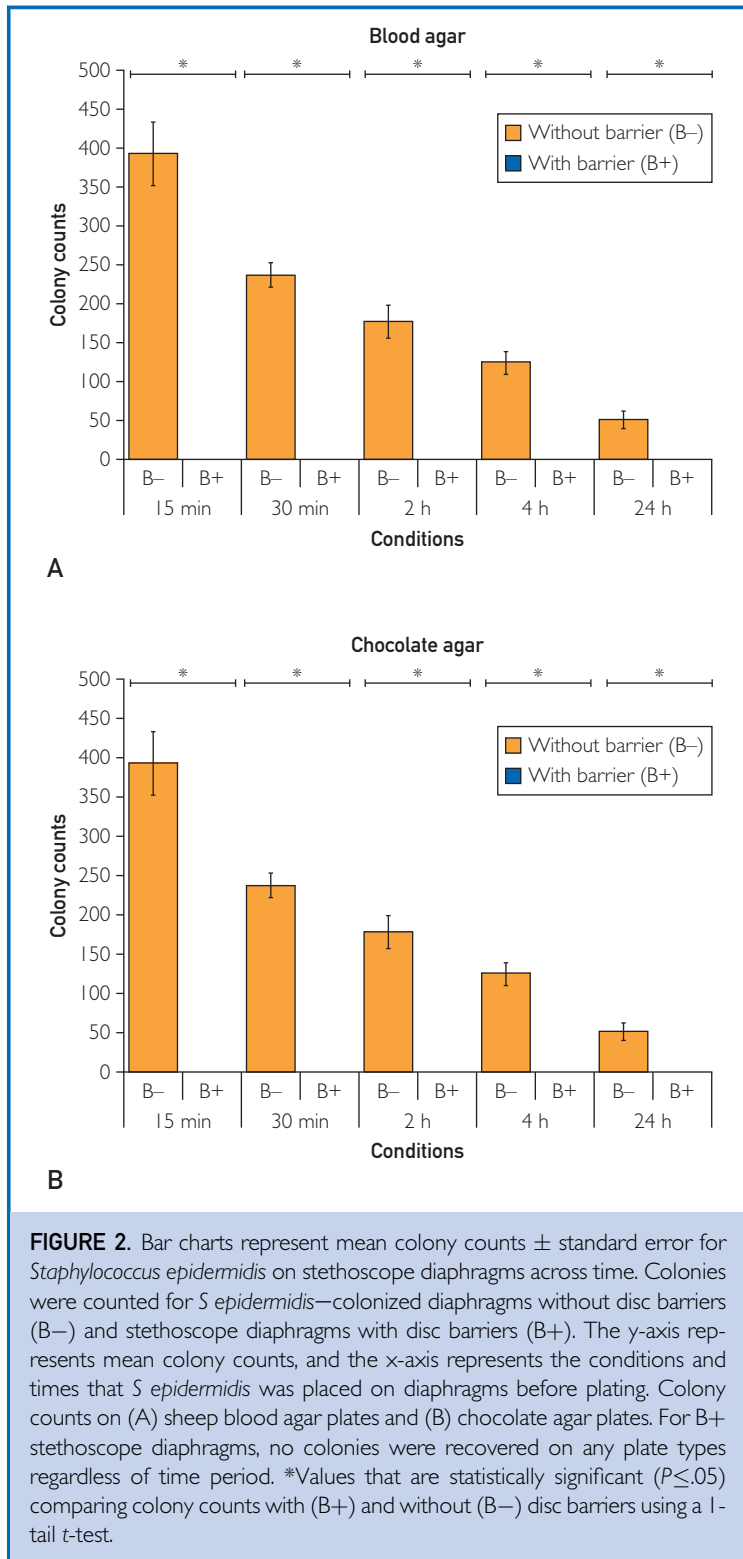 Blood agar
* * * * *
500
450
400
350
300
250
200
150
100
50
0
Colony counts
Without barrier (B–)
With barrier (B+)
B– B+ B– B+ B– B+ B– B+ B– B+
15 min 30 min 2 h 4 h 24 h
Conditions
A
Chocolate agar
* * * * *
500
450
400
350
300
250
200
150
100
50
0
Colony counts
Without barrier (B–)
With barrier (B+)
B– B+ B– B+ B– B+ B– B+ B– B+
15 min 30 min 2 h 4 h 24 h
Conditions
B
FIGURE 2. Bar charts represent mean colony counts ± standard error for
Staphylococcus epidermidis on stethoscope diaphragms across time. Colonies
were counted for S epidermidis–colonized diaphragms without disc barriers
(B–) and stethoscope diaphragms with disc barriers (B+). The y-axis rep-
resents mean colony counts, and the x-axis represents the conditions and
times that S epidermidis was placed on diaphragms before plating. Colony
counts on (A) sheep blood agar plates and (B) chocolate agar plates. For B+
stethoscope diaphragms, no colonies were recovered on any plate types
regardless of time period. *Values that are statistically significant (P≤.05)
comparing colony counts with (B+) and without (B–) disc barriers using a 1-
tail t-test.